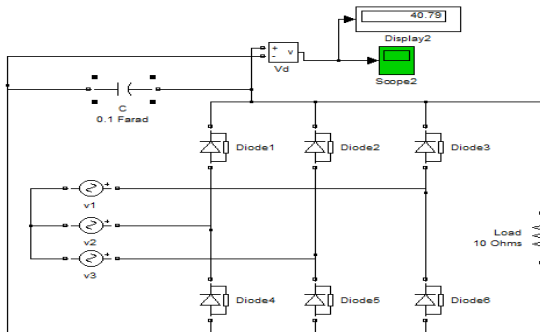 40.79
Display2
+
-
v
Vd
Scope2
C
0.1 Farad
Diode1
Diode2
Diode3
+
v1
+
v2
+
v3
Load
10 Ohms
Diode4
Diode5
Diode6